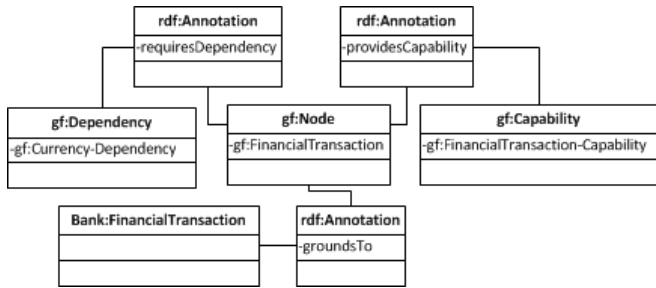 rdf:Annotation
-requiresDependency
rdf:Annotation
-providesCapability
gf:Dependency
-gf:Currency-Dependency
gf:Node
-gf:FinancialTransaction
gf:Capability
-gf:FinancialTransaction-Capability
Bank:FinancialTransaction
rdf:Annotation
-groundsTo